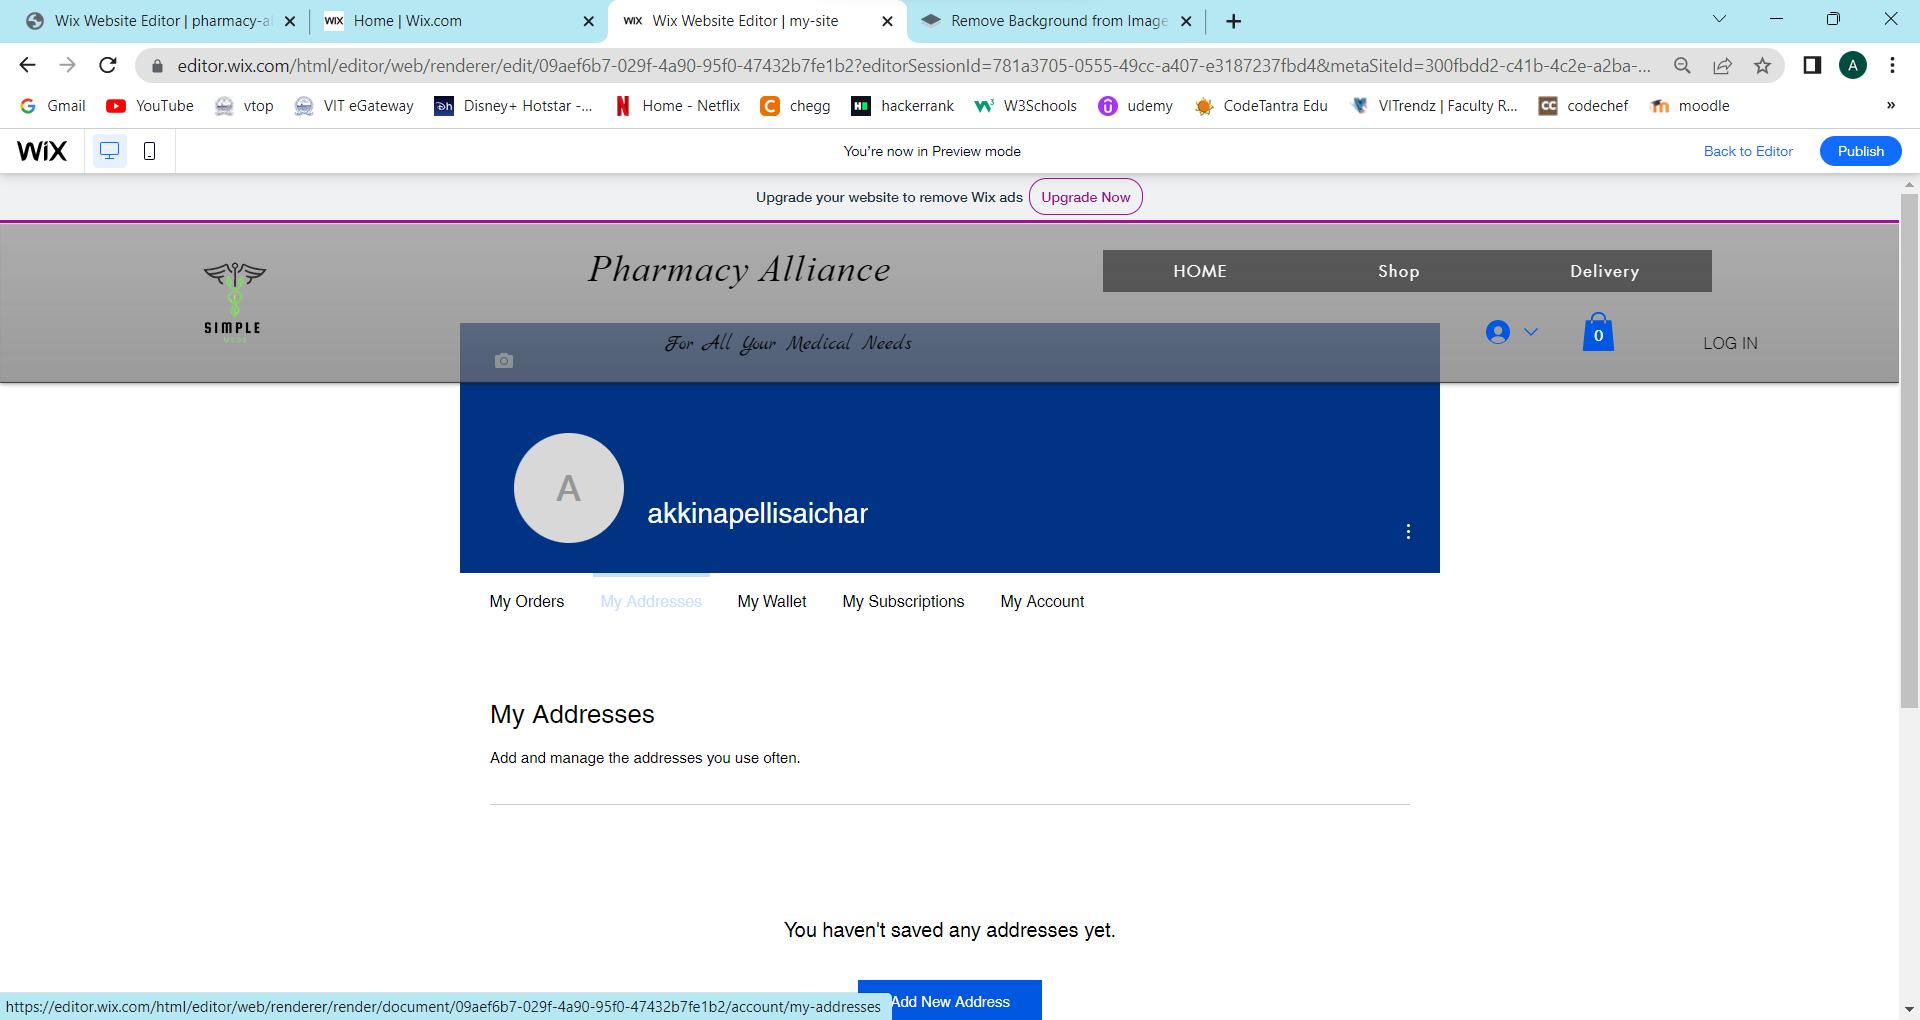 Wix Website Editor | pharmacy-al
Home | Wix.com
Wix Website Editor | my-site
Remove Background from Image
editor.wix.com/html/editor/web/renderer/edit/09aef6b7-029f-4a90-95f0-47432b7fe1b2?editorSessionId=781a3705-0555-49cc-a407-e3187237fbd4&metaSiteId=300fbdd2-c41b-4c2e-a2ba-...
A
Gmail
YouTube
vtop
VIT eGateway
Disney+ Hotstar -...
Home - Netflix
chegg
hackerrank
W3Schools
udemy
CodeTantra Edu
VITrendz | Faculty R...
codechef
moodle
»
WIX
You're now in Preview mode
Back to Editor
Publish
Upgrade your website to remove Wix ads
Upgrade Now
Pharmacy Alliance
HOME
Shop
Delivery
SIMPLE
MEDS
For All Your Medical Needs
0
LOG IN
A
akkinapellisaichar
My Orders
My Addresses
My Wallet
My Subscriptions
My Account
My Addresses
Add and manage the addresses you use often.
You haven't saved any addresses yet.
Add New Address
https://editor.wix.com/html/editor/web/renderer/render/document/09aef6b7-029f-4a90-95f0-47432b7fe1b2/account/my-addresses